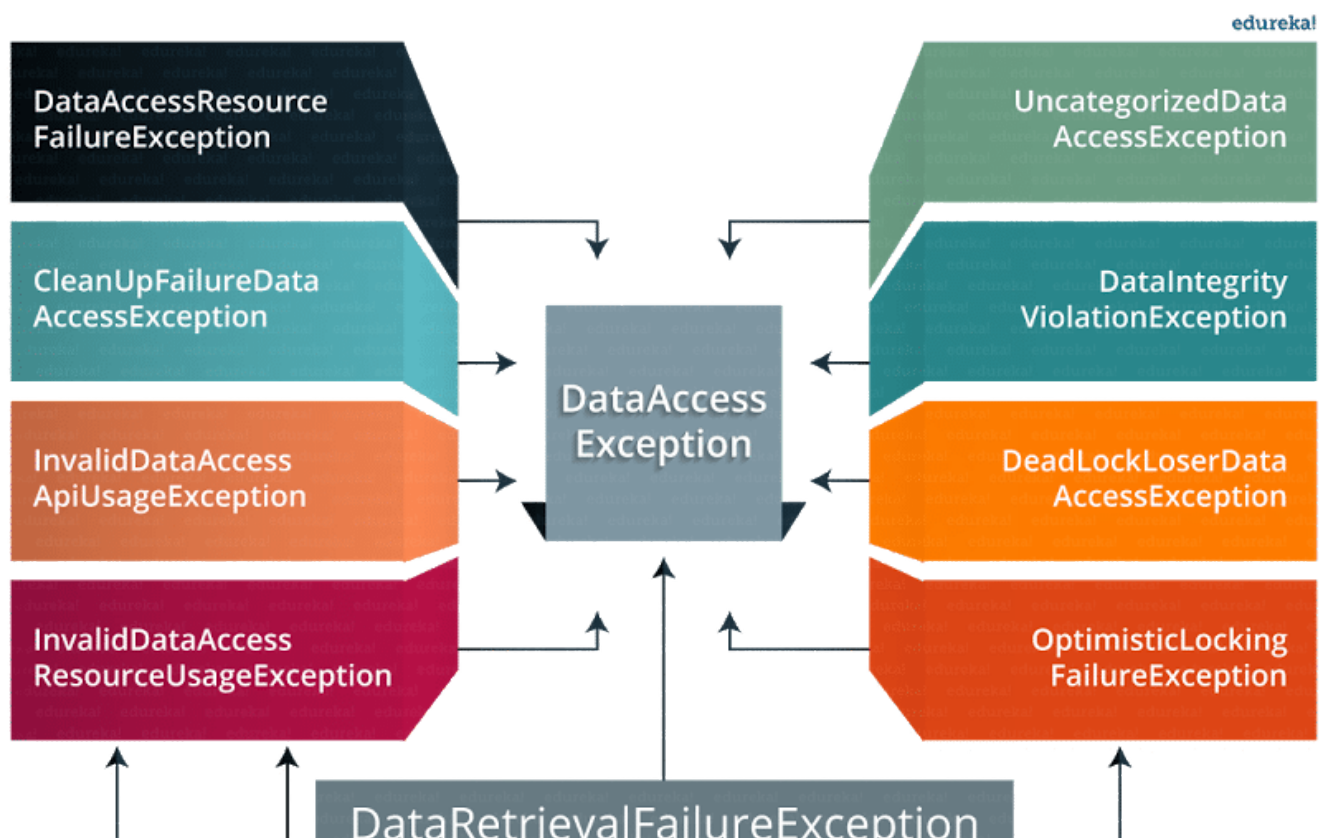 edureka!
DataAccessResource
FailureException
UncategorizedData
AccessException
CleanUpFailureData
AccessException
DataIntegrity
ViolationException
DataAccess
Exception
InvalidDataAccess
ApiUsageException
DeadLockLoserData
AccessException
InvalidDataAccess
ResourceUsageException
OptimisticLocking
FailureException
DataRetrievalFailureException